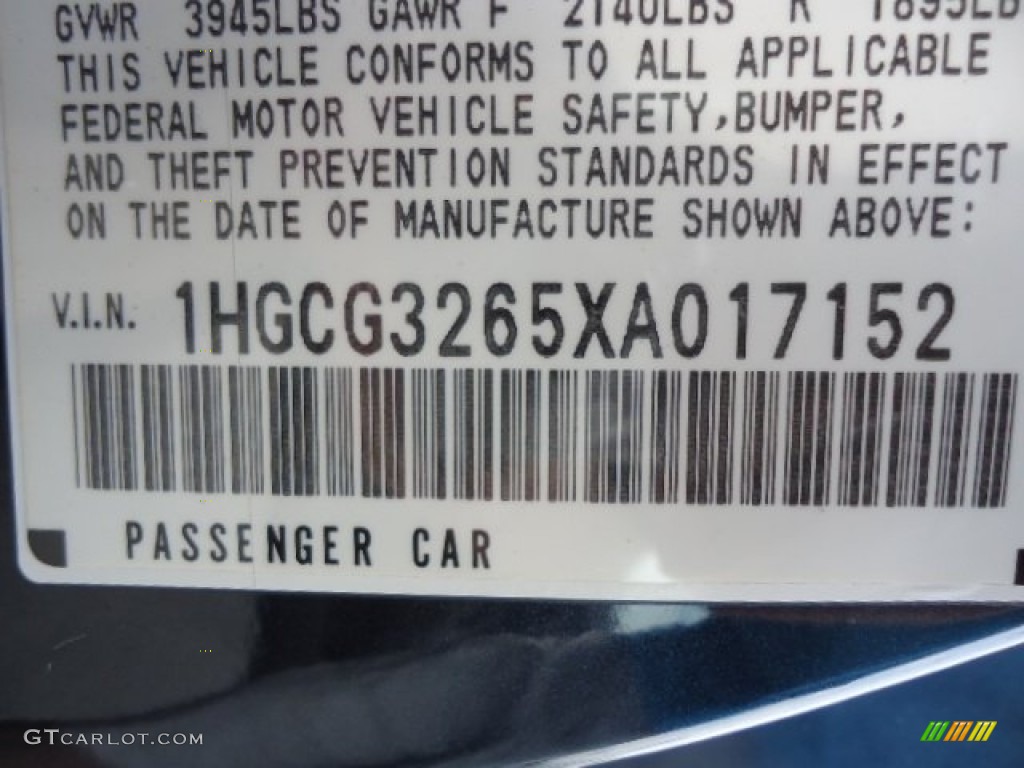 GVWR 3945LBS GAWR F 2140LBS R 1895LB
THIS VEHICLE CONFORMS TO ALL APPLICABLE
FEDERAL MOTOR VEHICLE SAFETY,BUMPER,
AND THEFT PREVENTION STANDARDS IN EFFECT
ON THE DATE OF MANUFACTURE SHOWN ABOVE:
V.I.N. 1HGCG3265XA017152
PASSENGER CAR
GTCARLOT.COM